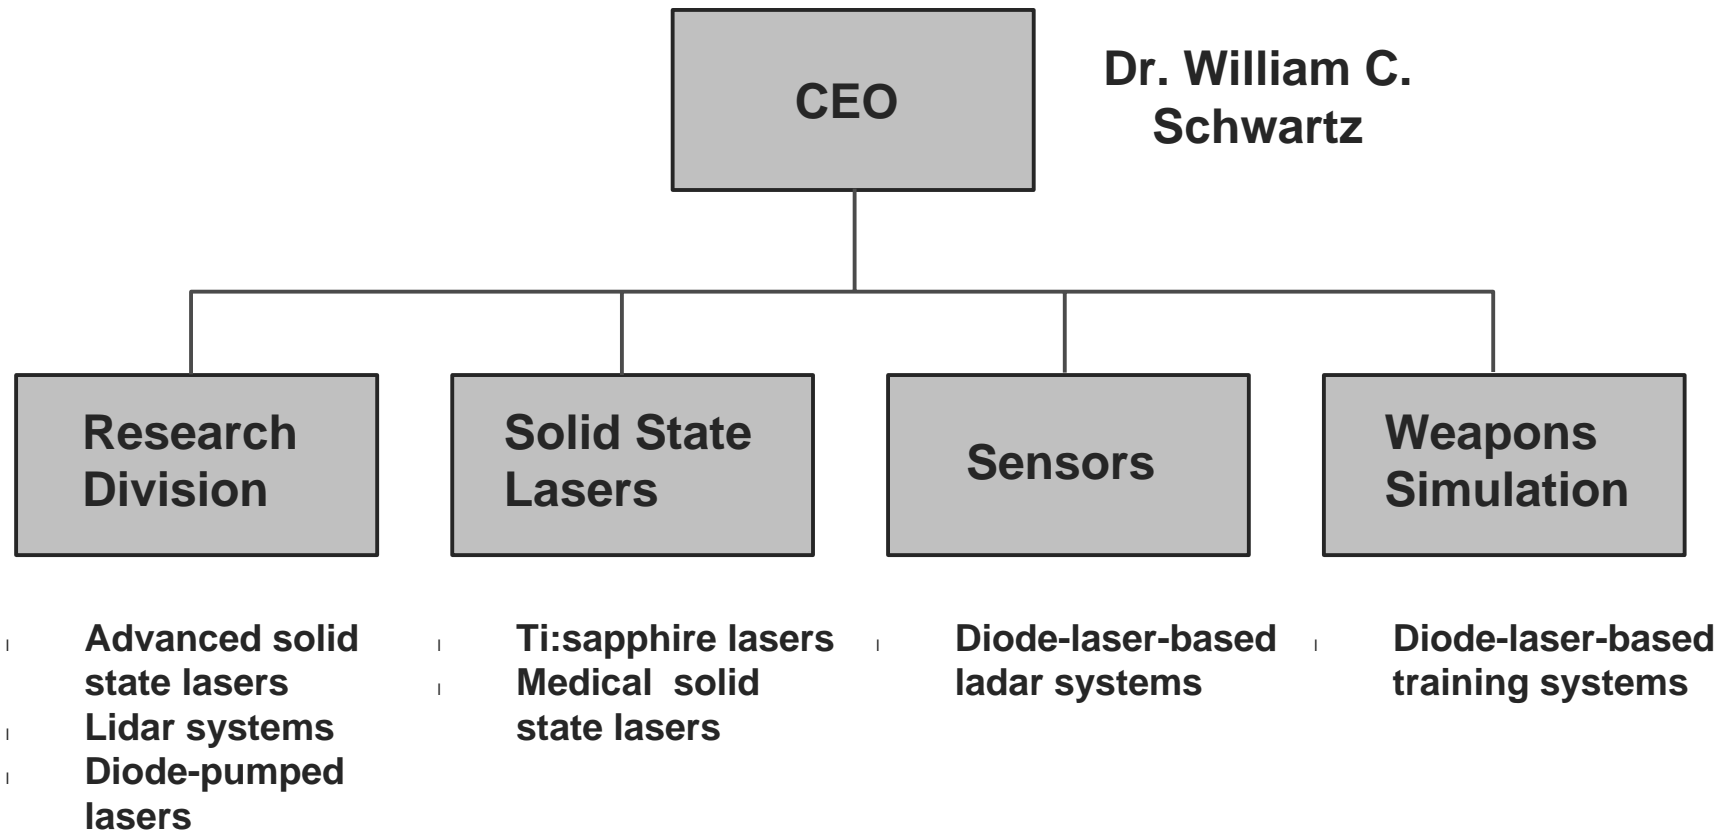 CEO
Dr. William C.
Schwartz
Research
Division
Solid State
Lasers
Sensors
Weapons
Simulation
Advanced solid
state lasers
Lidar systems
Diode-pumped
lasers
Ti:sapphire lasers
Medical solid
state lasers
Diode-laser-based
ladar systems
Diode-laser-based
training systems